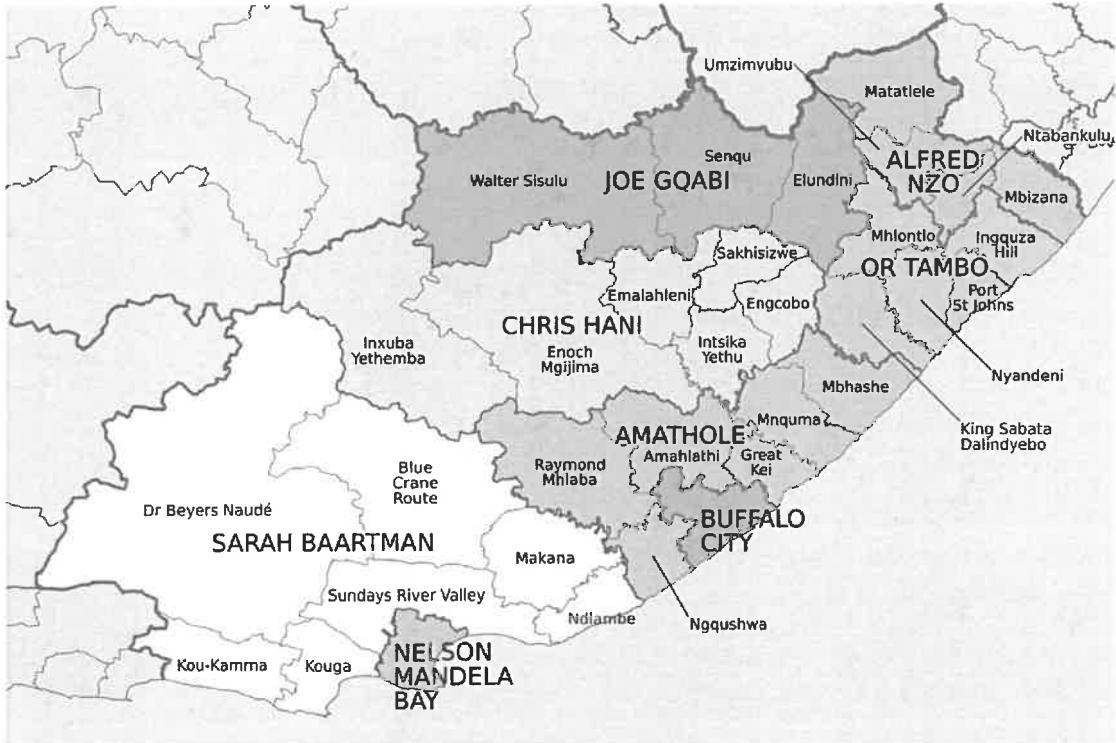 Umzimvubu
Matatlele
Ntabankulu
ALFRED
NZO
Mbizana
Walter Sisulu
JOE GQABI
Senqu
Elundini
Mhlontlo
Ingquza
Hill
OR TAMBO
Port
St Johns
Sakhisizwe
Emalahleni
Engcobo
CHRIS HANI
Enoch
Mgijima
Inxuba
Yethemba
Intsika
Yethu
Nyandeni
Mbhashe
King Sabata
Dalindyebo
Mnquma
AMATHOLE
Amahlathi
Great
Kei
Raymond
Mhlaba
Blue
Crane
Route
Dr Beyers Naudé
SARAH BAARTMAN
BUFFALO
CITY
Makana
Sundays River Valley
Ndlambe
Ngqushwa
Kou-Kamma
Kouga
NELSON
MANDELA
BAY